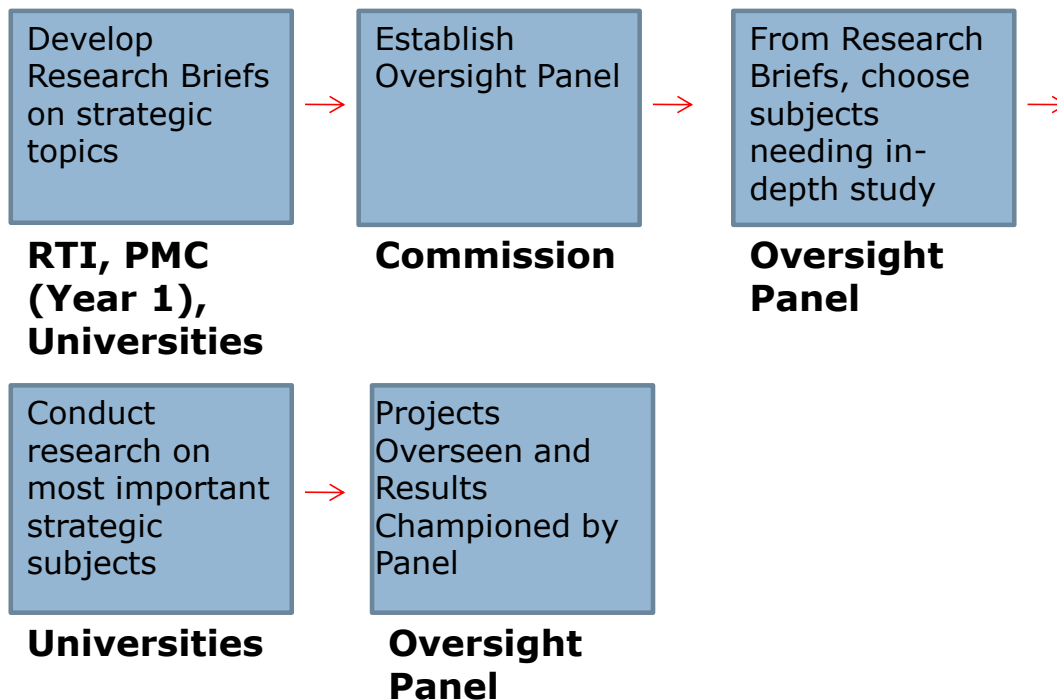 Develop
Research Briefs
on strategic
topics
RTI, PMC
(Year 1),
Universities
Establish
Oversight Panel
Commission
From Research
Briefs, choose
subjects
needing in-
depth study
Oversight
Panel
Conduct
research on
most important
strategic
subjects
Universities
Projects
Overseen and
Results
Championed by
Panel
Oversight
Panel